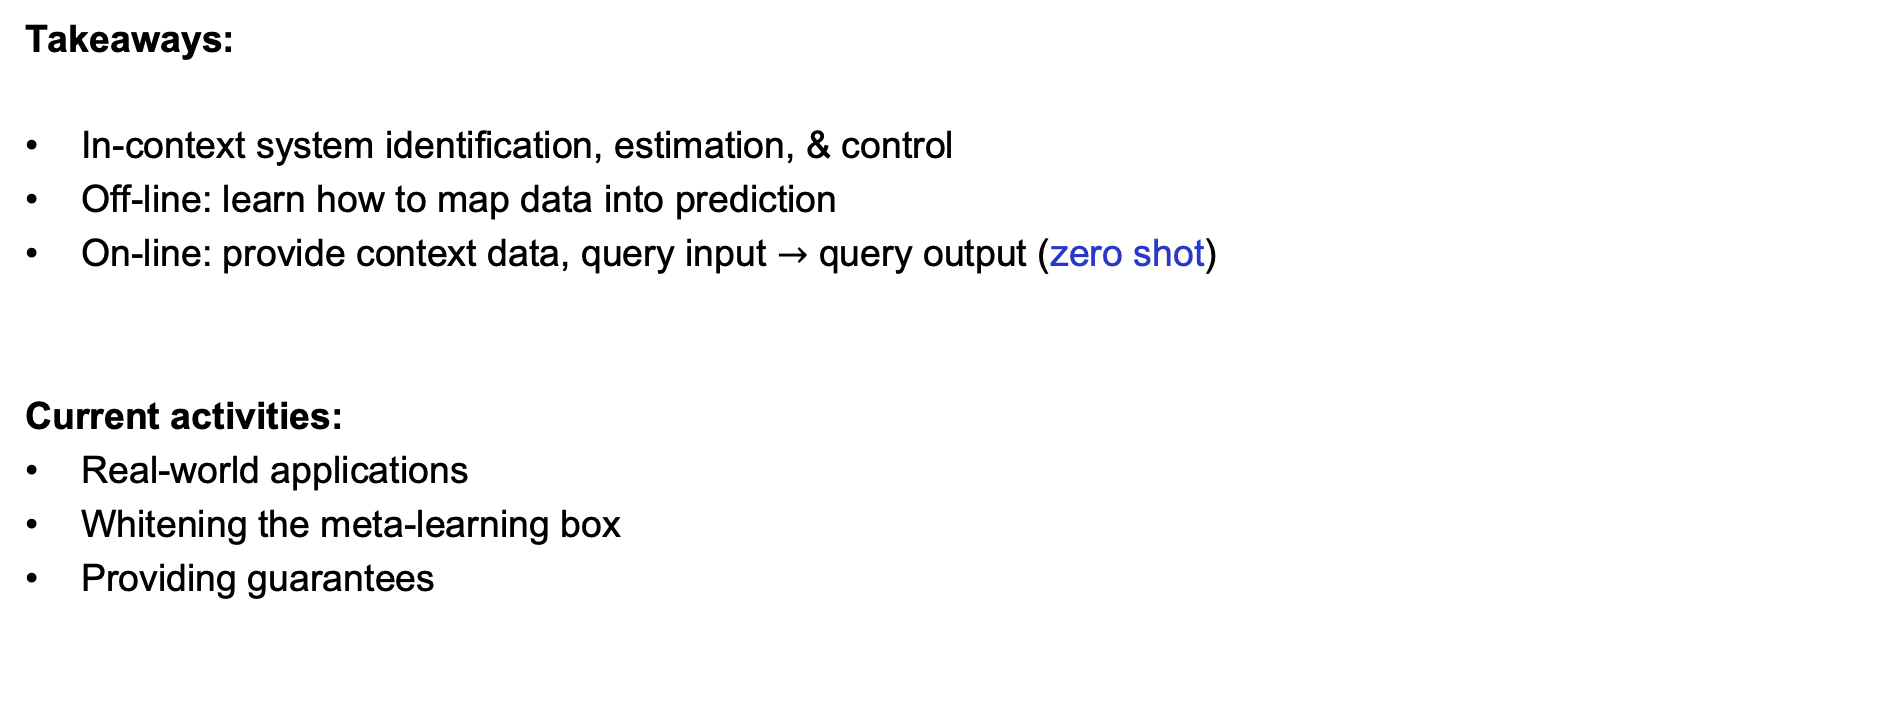 Takeaways:
• In-context system identification, estimation, & control
• Off-line: learn how to map data into prediction
• On-line: provide context data, query input → query output (zero shot)
Current activities:
• Real-world applications
• Whitening the meta-learning box
• Providing guarantees